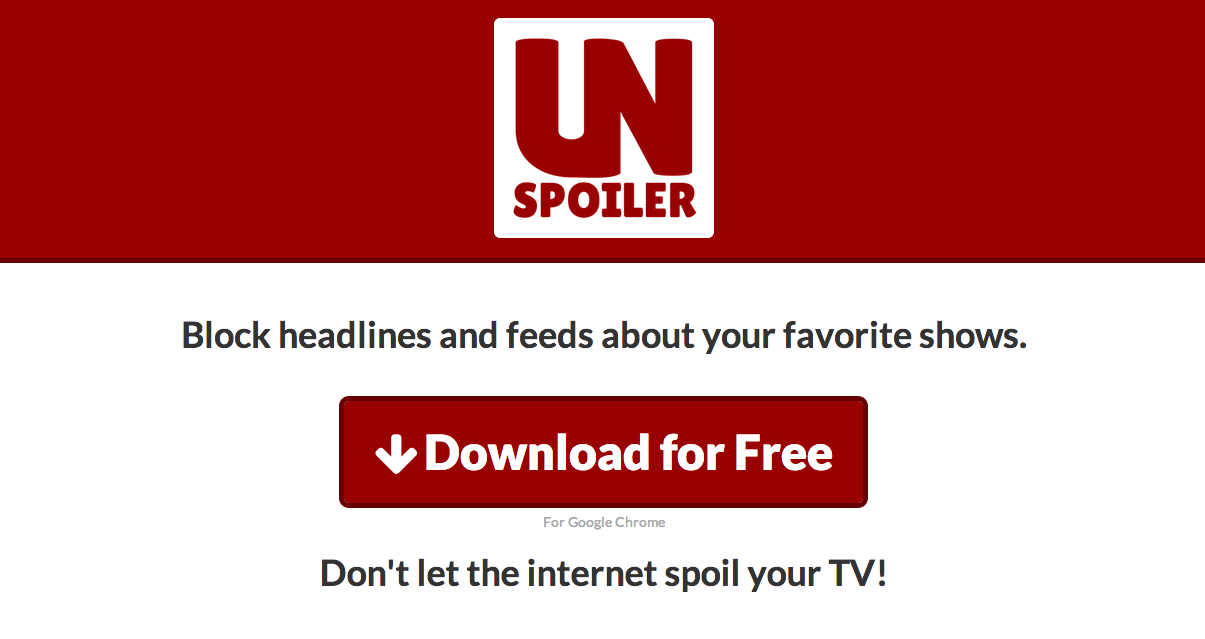 UN
SPOILER
Block headlines and feeds about your favorite shows.
Download for Free
For Google Chrome
Don't let the internet spoil your TV!